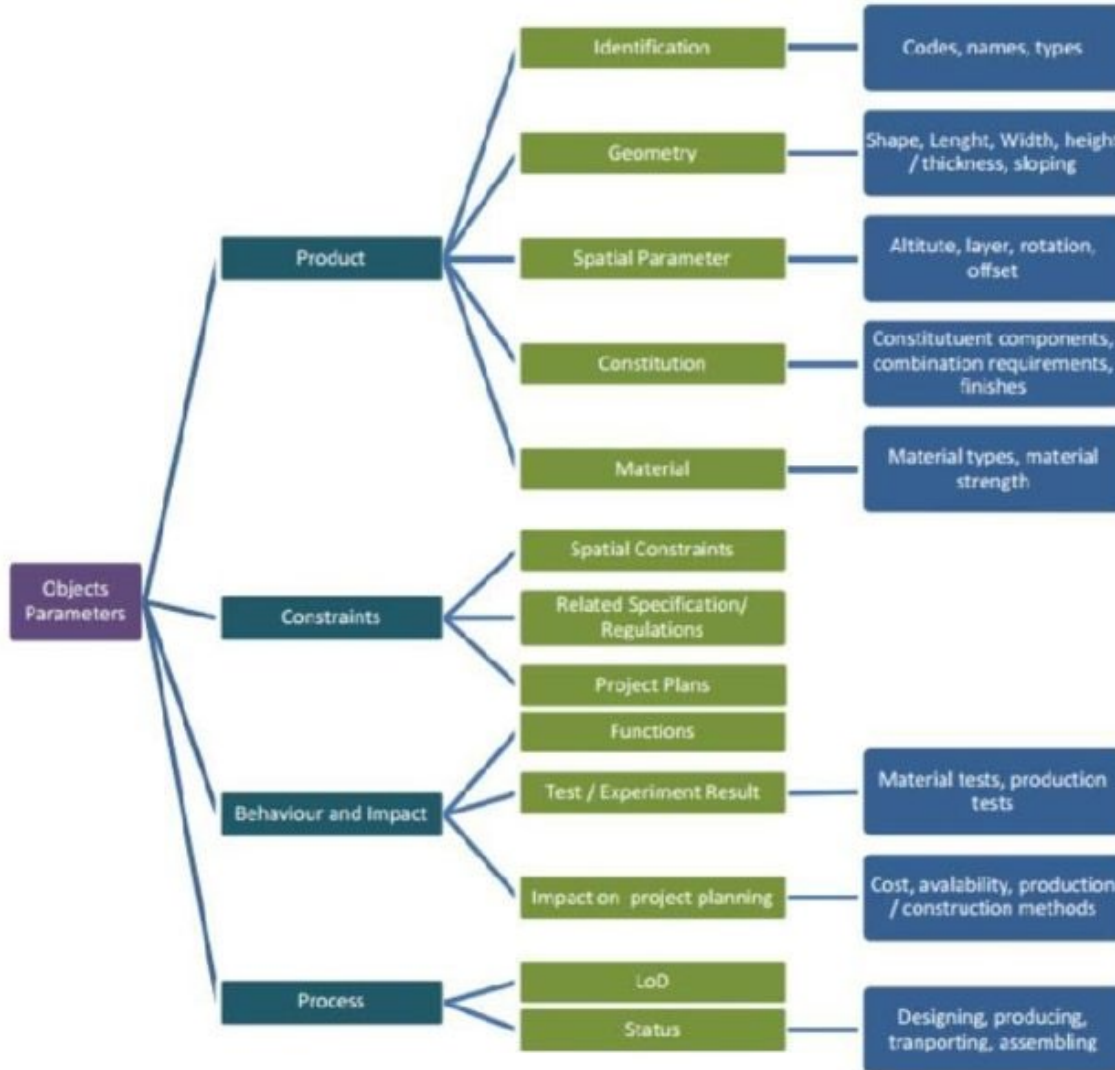 Identification
Codes, names, types
Geometry
Shape, Lenght, Width, height
/ thickness, sloping
Product
Spatial Parameter
Altitute, layer, rotation,
offset
Constitution
Constitutuent components,
combination requirements,
finishes
Material
Material types, material
strength
Objects
Parameters
Constraints
Spatial Constraints
Related Specification/
Regulations
Project Plans
Behaviour and Impact
Functions
Test / Experiment Result
Material tests, production
tests
Impact on project planning
Cost, avalability, production
/ construction methods
Process
LoD
Status
Designing, producing,
tranporting, assembling